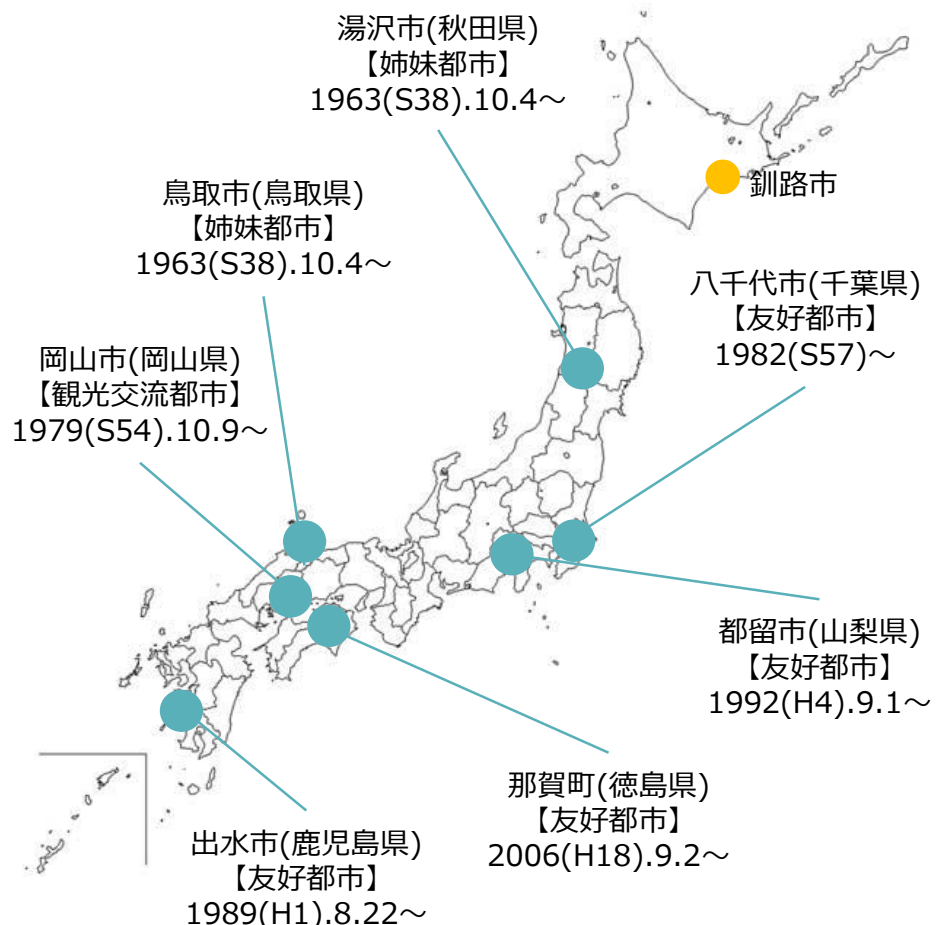 湯沢市(秋田県)
【姉妹都市】
1963(S38).10.4～
釧路市
鳥取市(鳥取県)
【姉妹都市】
1963(S38).10.4～
八千代市(千葉県)
【友好都市】
1982(S57)～
岡山市(岡山県)
【観光交流都市】
1979(S54).10.9～
都留市(山梨県)
【友好都市】
1992(H4).9.1～
那賀町(徳島県)
【友好都市】
2006(H18).9.2～
出水市(鹿児島県)
【友好都市】
1989(H1).8.22～